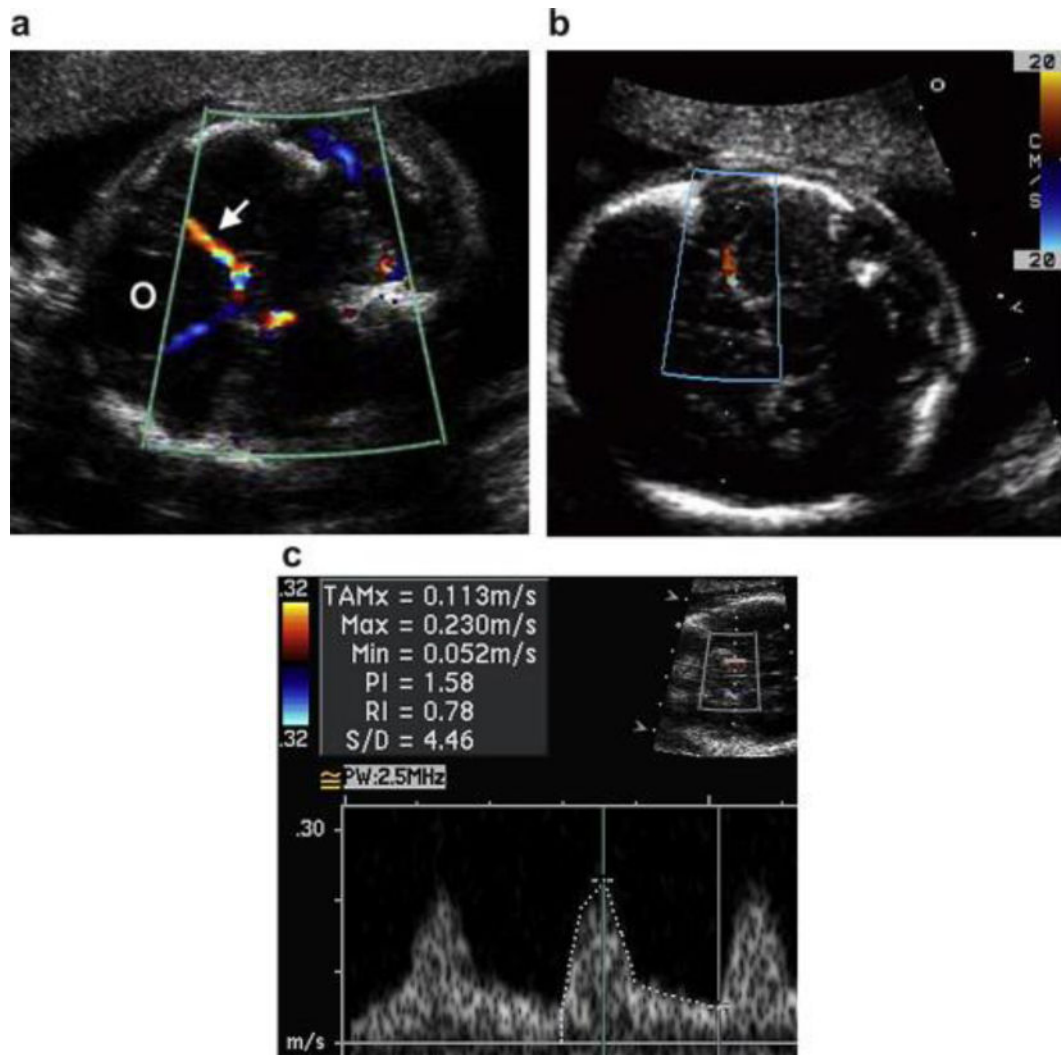 a
b
O
20
CM/S
20
c
.32
.32
TAMx = 0.113m/s
Max = 0.230m/s
Min = 0.052m/s
PI = 1.58
RI = 0.78
S/D = 4.46
PW:2.5MHz
.30
m/s